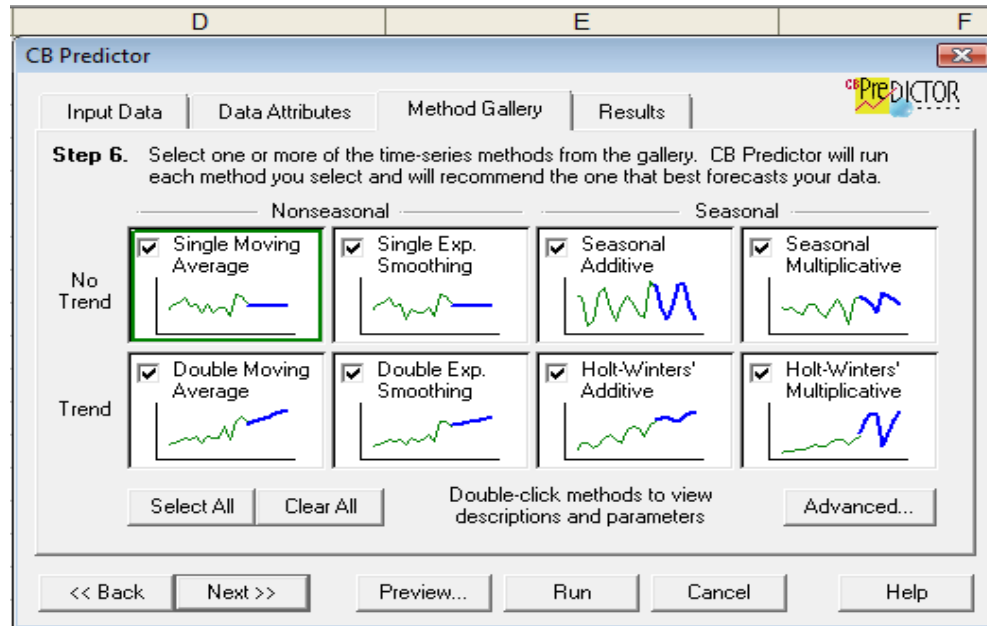 D E F
CB Predictor
CB PreDICTOR
Input Data Data Attributes Method Gallery Results
Step 6. Select one or more of the time-series methods from the gallery. CB Predictor will run
each method you select and will recommend the one that best forecasts your data.
Nonseasonal Seasonal
No
Trend
Single Moving
Average
Single Exp.
Smoothing
Seasonal
Additive
Seasonal
Multiplicative
Trend
Double Moving
Average
Double Exp.
Smoothing
Holt-Winters'
Additive
Holt-Winters'
Multiplicative
Select All Clear All
Double-click methods to view
descriptions and parameters
Advanced...
<< Back Next >> Preview... Run Cancel Help